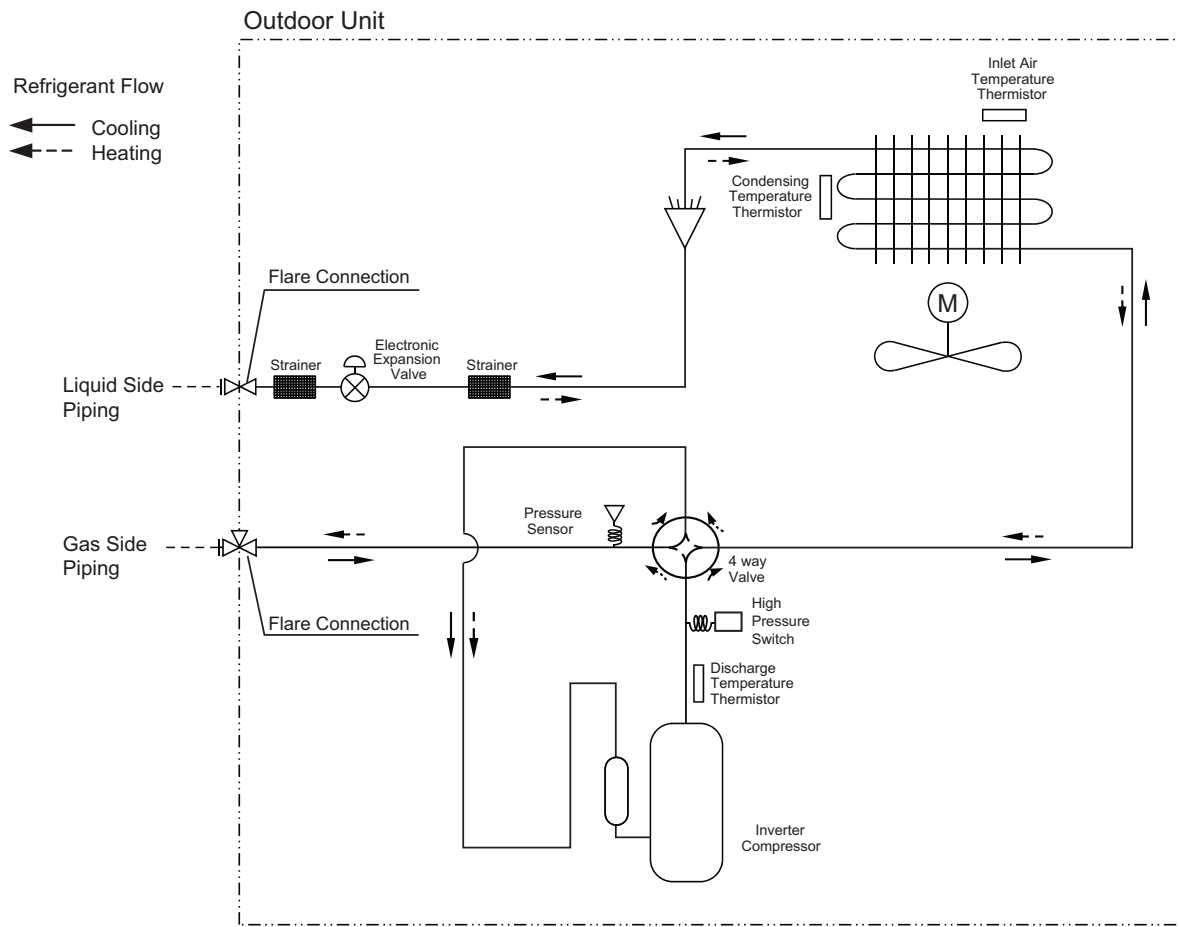 Outdoor Unit
Refrigerant Flow
Cooling
Heating
Inlet Air
Temperature
Thermistor
Condensing
Temperature
Thermistor
M
Flare Connection
Strainer
Electronic
Expansion
Valve
Strainer
Liquid Side
Piping
Pressure
Sensor
Gas Side
Piping
4 way
Valve
High
Pressure
Switch
Flare Connection
Discharge
Temperature
Thermistor
Inverter
Compressor